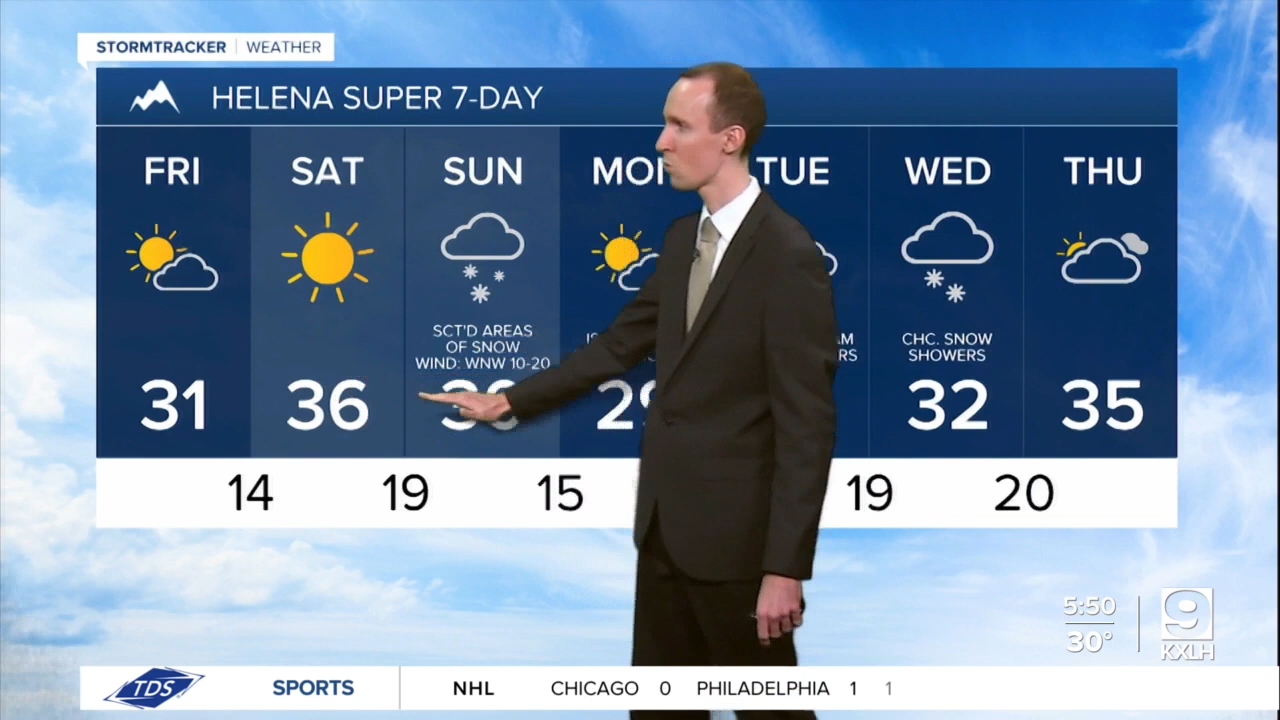 STORMTRACKER | WEATHER
HELENA SUPER 7-DAY
FRI SAT SUN TUE WED THU
SCT'D AREAS
OF SNOW
WIND: WNW 10-20
CHC. SNOW
SHOWERS
31 36 32 35
14 19 15 19 20
5:50
30°
9
KXLH
TDS SPORTS NHL CHICAGO 0 PHILADELPHIA 1 1